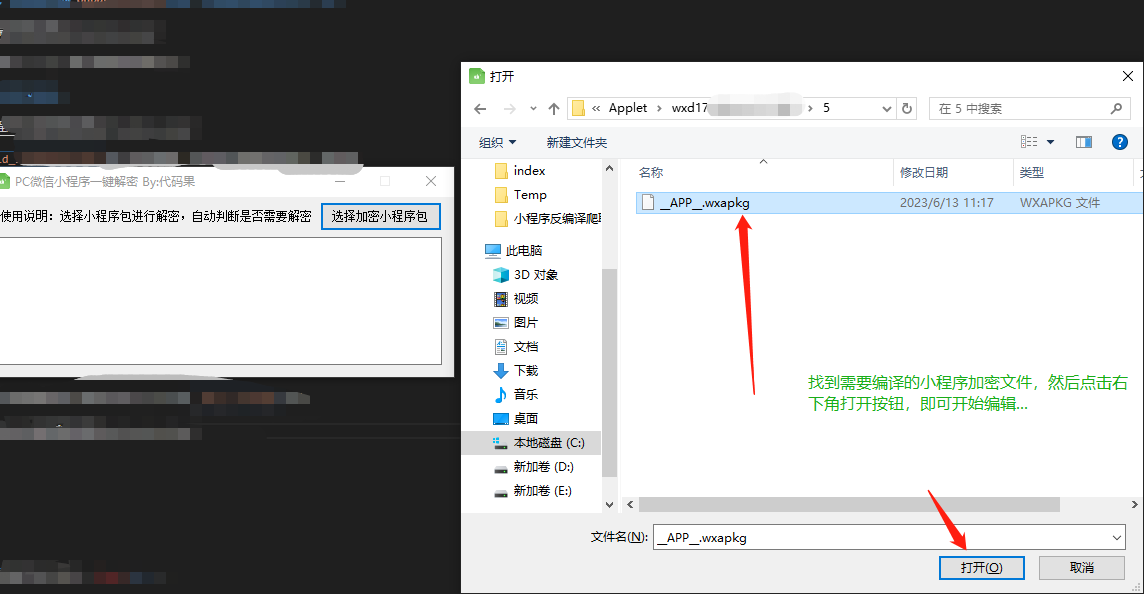 打开
Applet
wxd17
5
在 5 中搜索
组织
新建文件夹
index
Temp
小程序反编译爬
此电脑
3D 对象
视频
图片
文档
下载
音乐
桌面
本地磁盘 (C:)
新加卷 (D:)
新加卷 (E:)
名称
修改日期
类型
__APP__.wxapkg
2023/6/13 11:17
WXAPKG 文件
找到需要编译的小程序加密文件，然后点击右
下角打开按钮，即可开始编辑...
文件名(N):
__APP__.wxapkg
打开(O)
取消
PC微信小程序一键解密 By:代码果
使用说明：选择小程序包进行解密，自动判断是否需要解密
选择加密小程序包